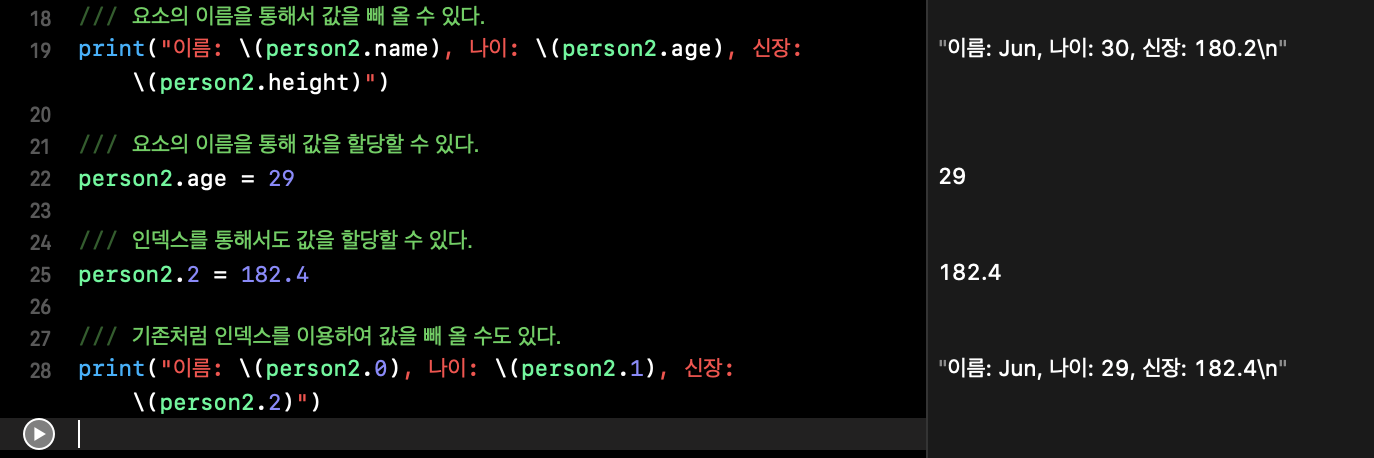 18 /// 요소의 이름을 통해서 값을 빼 올 수 있다.
19 print("이름: \(person2.name), 나이: \(person2.age), 신장: "이름: Jun, 나이: 30, 신장: 180.2\n"
\(person2.height)")
20
21 /// 요소의 이름을 통해 값을 할당할 수 있다.
22 person2.age = 29 29
23
24 /// 인덱스를 통해서도 값을 할당할 수 있다.
25 person2.2 = 182.4 182.4
26
27 /// 기존처럼 인덱스를 이용하여 값을 빼 올 수도 있다.
28 print("이름: \(person2.0), 나이: \(person2.1), 신장: "이름: Jun, 나이: 29, 신장: 182.4\n"
\(person2.2)")